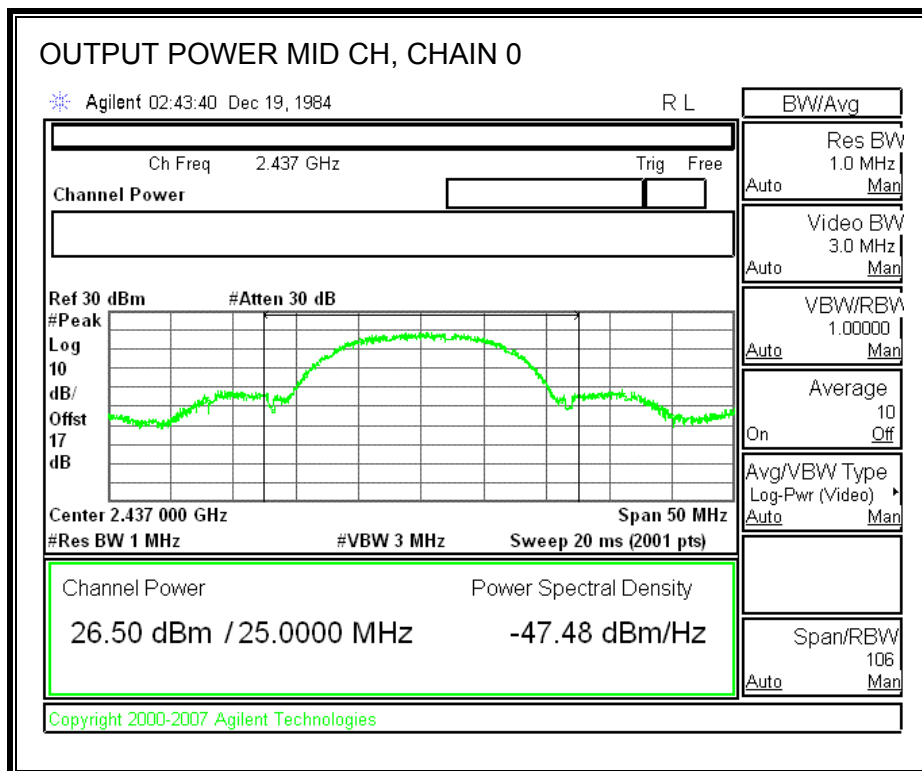 OUTPUT POWER MID CH, CHAIN 0
Agilent 02:43:40 Dec 19, 1984 R L
Ch Freq 2.437 GHz Trig Free
Channel Power
Ref 30 dBm #Atten 30 dB
#Peak
Log
10
dB/
Offst
17
dB
Center 2.437 000 GHz Span 50 MHz
#Res BW 1 MHz #VBW 3 MHz Sweep 20 ms (2001 pts)
Channel Power Power Spectral Density
26.50 dBm / 25.0000 MHz -47.48 dBm/Hz
Copyright 2000-2007 Agilent Technologies
BW/Avg
Res BW
1.0 MHz
Auto Man
Video BW
3.0 MHz
Auto Man
VBW/RBW
1.00000
Auto Man
Average
10
On Off
Avg/VBW Type
Log-Pwr (Video)
Auto Man
Span/RBW
106
Auto Man